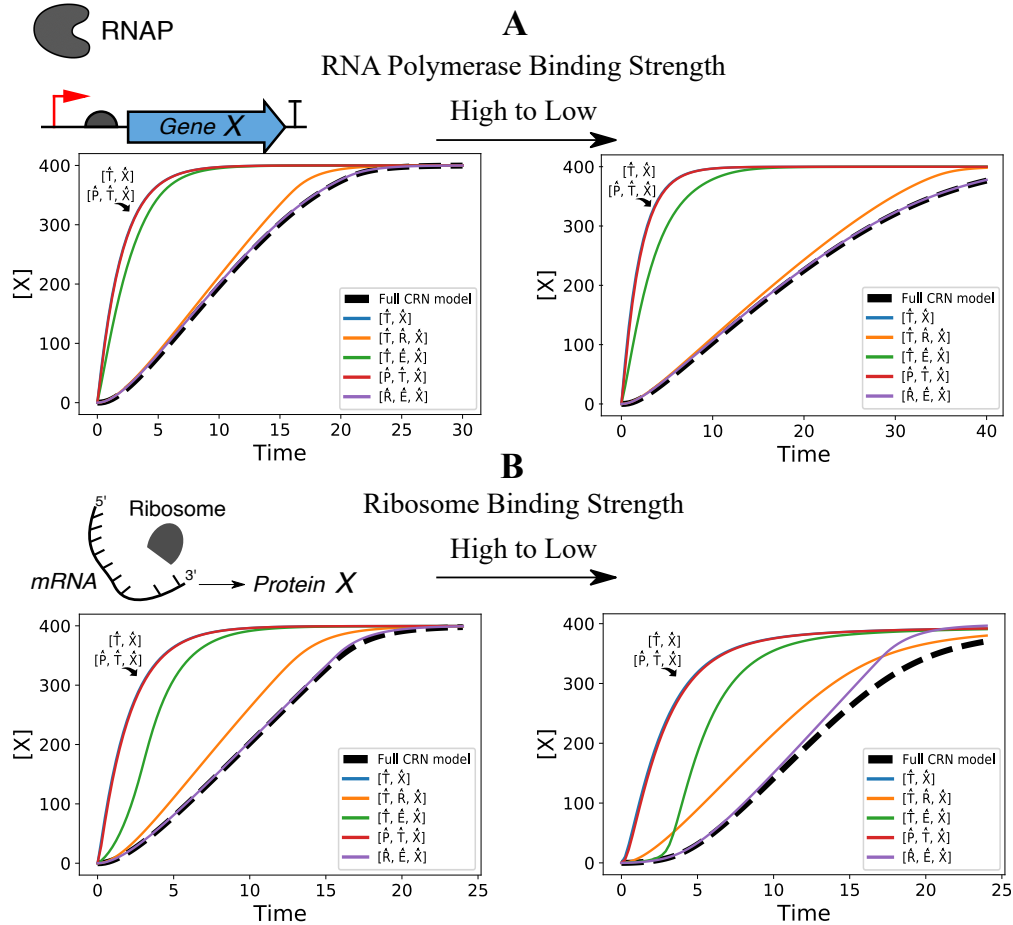 A
RNAP
RNA Polymerase Binding Strength
High to Low
Gene X
[X]
400
300
200
100
0
[T̂, X̂]
[P̂, T̂, X̂]
Full CRN model
[T̂, X̂]
[T̂, R̂, X̂]
[T̂, Ê, X̂]
[P̂, T̂, X̂]
[R̂, Ê, X̂]
0 5 10 15 20 25 30
Time
[X]
400
300
200
100
0
[T̂, X̂]
[P̂, T̂, X̂]
Full CRN model
[T̂, X̂]
[T̂, R̂, X̂]
[T̂, Ê, X̂]
[P̂, T̂, X̂]
[R̂, Ê, X̂]
0 10 20 30 40
Time
B
Ribosome Binding Strength
High to Low
5'
Ribosome
mRNA
3'
Protein X
[X]
400
300
200
100
0
[T̂, X̂]
[P̂, T̂, X̂]
Full CRN model
[T̂, X̂]
[T̂, R̂, X̂]
[T̂, Ê, X̂]
[P̂, T̂, X̂]
[R̂, Ê, X̂]
0 5 10 15 20 25
Time
[X]
400
300
200
100
0
[T̂, X̂]
[P̂, T̂, X̂]
Full CRN model
[T̂, X̂]
[T̂, R̂, X̂]
[T̂, Ê, X̂]
[P̂, T̂, X̂]
[R̂, Ê, X̂]
0 5 10 15 20 25
Time